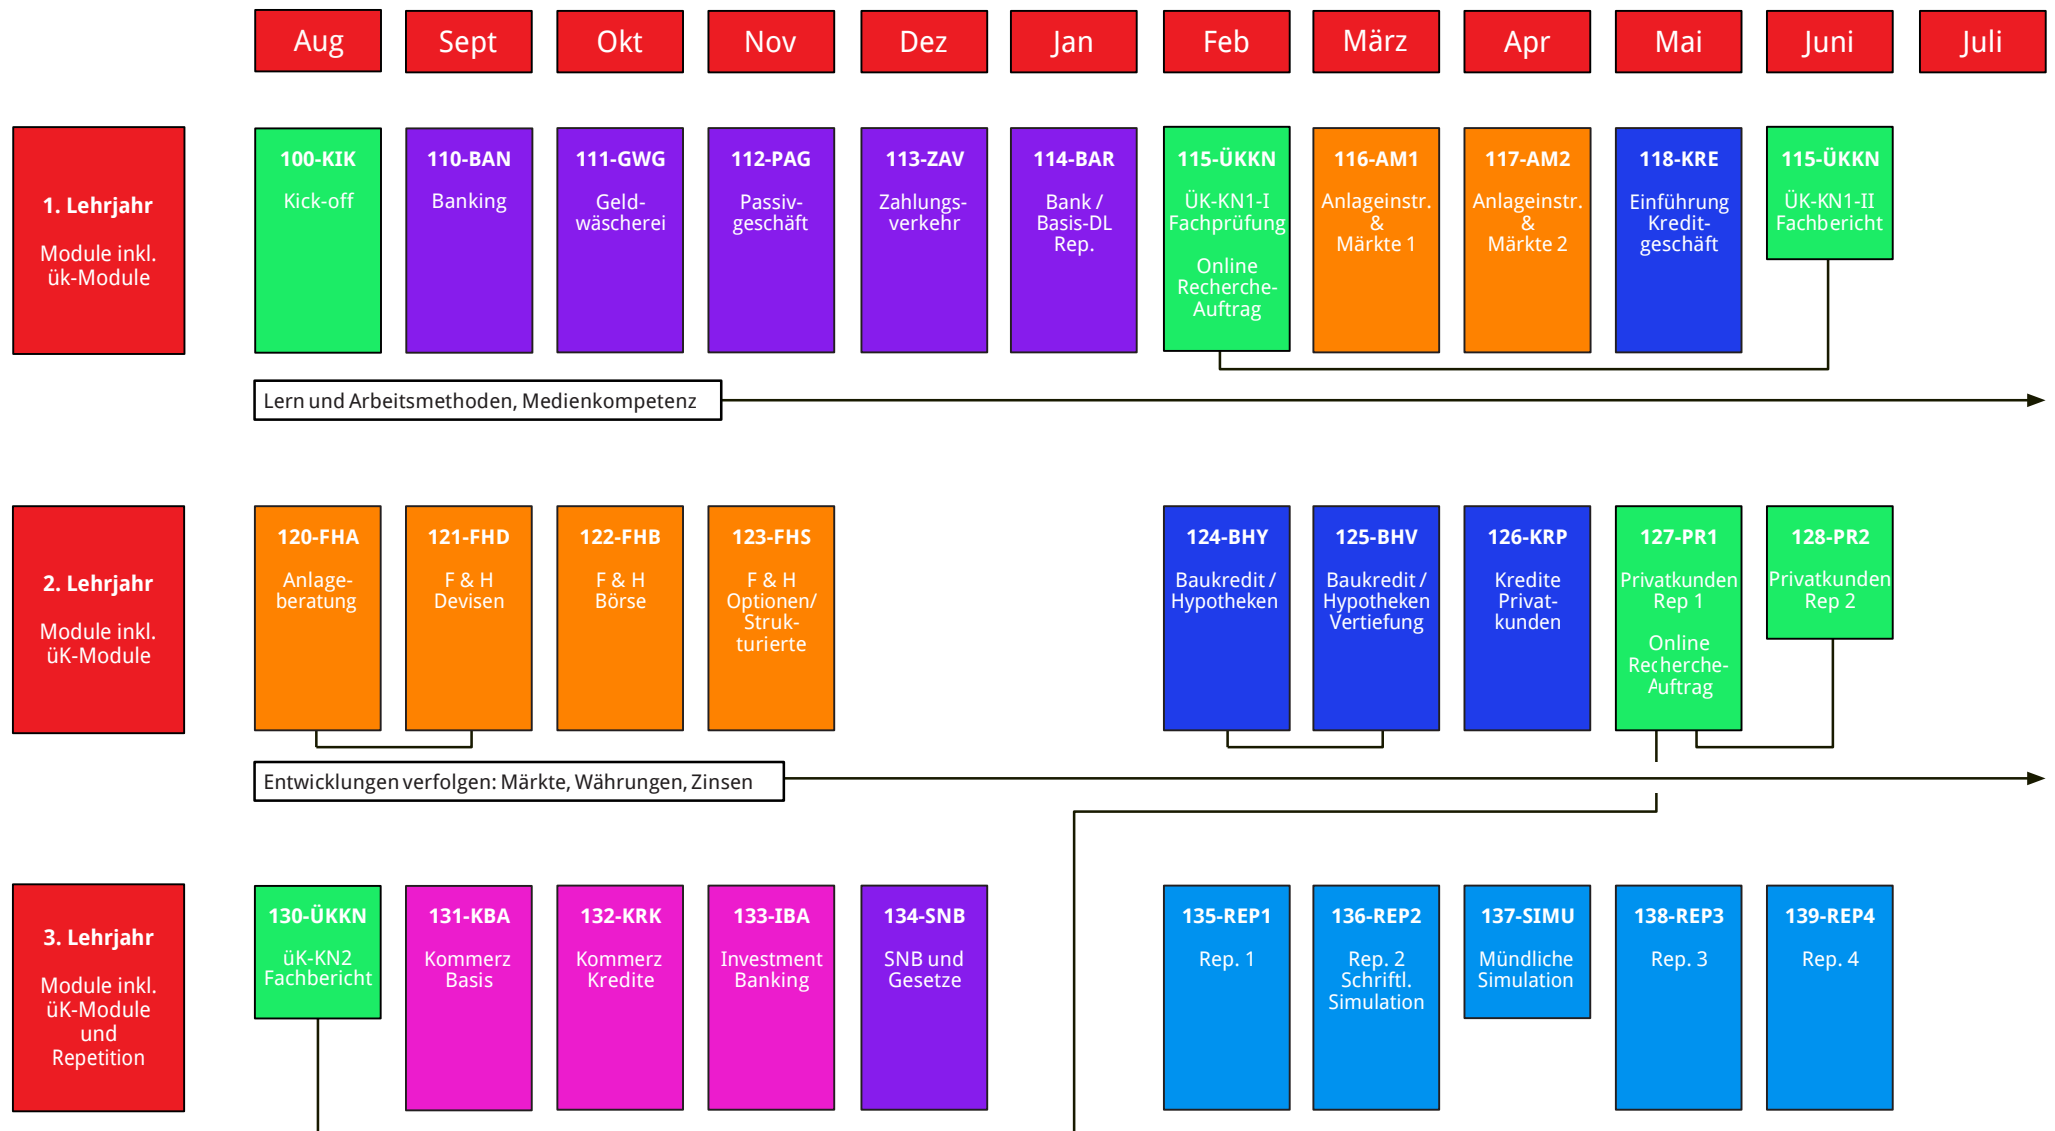 Aug
Sept
Okt
Nov
Dez
Jan
Feb
März
Apr
Mai
Juni
Juli
1. Lehrjahr
Module inkl.
ük-Module
100-KIK
Kick-off
110-BAN
Banking
111-GWG
Geld-
wäscherei
112-PAG
Passiv-
geschäft
113-ZAV
Zahlungs-
verkehr
114-BAR
Bank /
Basis-DL
Rep.
115-ÜKKN
ÜK-KN1-I
Fachprüfung
Online
Recherche-
Auftrag
116-AM1
Anlageinstr.
&
Märkte 1
117-AM2
Anlageinstr.
&
Märkte 2
118-KRE
Einführung
Kredit-
geschäft
115-ÜKKN
ÜK-KN1-II
Fachbericht
Lern und Arbeitsmethoden, Medienkompetenz
2. Lehrjahr
Module inkl.
üK-Module
120-FHA
Anlage-
beratung
121-FHD
F & H
Devisen
122-FHB
F & H
Börse
123-FHS
F & H
Optionen/
Struk-
turierte
124-BHY
Baukredit /
Hypotheken
125-BHV
Baukredit /
Hypotheken
Vertiefung
126-KRP
Kredite
Privat-
kunden
127-PR1
Privatkunden
Rep 1
Online
Recherche-
Auftrag
128-PR2
Privatkunden
Rep 2
Entwicklungen verfolgen: Märkte, Währungen, Zinsen
3. Lehrjahr
Module inkl.
üK-Module
und
Repetition
130-ÜKKN
üK-KN2
Fachbericht
131-KBA
Kommerz
Basis
132-KRK
Kommerz
Kredite
133-IBA
Investment
Banking
134-SNB
SNB und
Gesetze
135-REP1
Rep. 1
136-REP2
Rep. 2
Schriftl.
Simulation
137-SIMU
Mündliche
Simulation
138-REP3
Rep. 3
139-REP4
Rep. 4